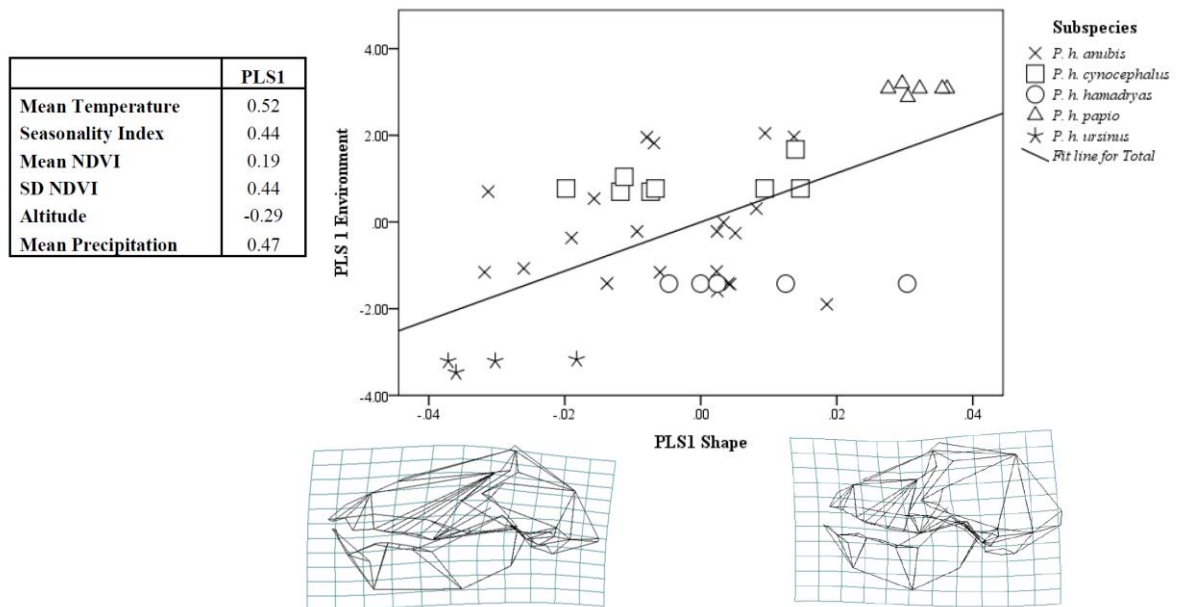 PLS1
Mean Temperature 0.52
Seasonality Index 0.44
Mean NDVI 0.19
SD NDVI 0.44
Altitude -0.29
Mean Precipitation 0.47
PLS 1 Environment
4.00
2.00
.00
-2.00
-4.00
-.04 -.02 .00 .02 .04
PLS1 Shape
Subspecies
P. h. anubis
P. h. cynocephalus
P. h. hamadryas
P. h. papio
P. h. ursinus
Fit line for Total